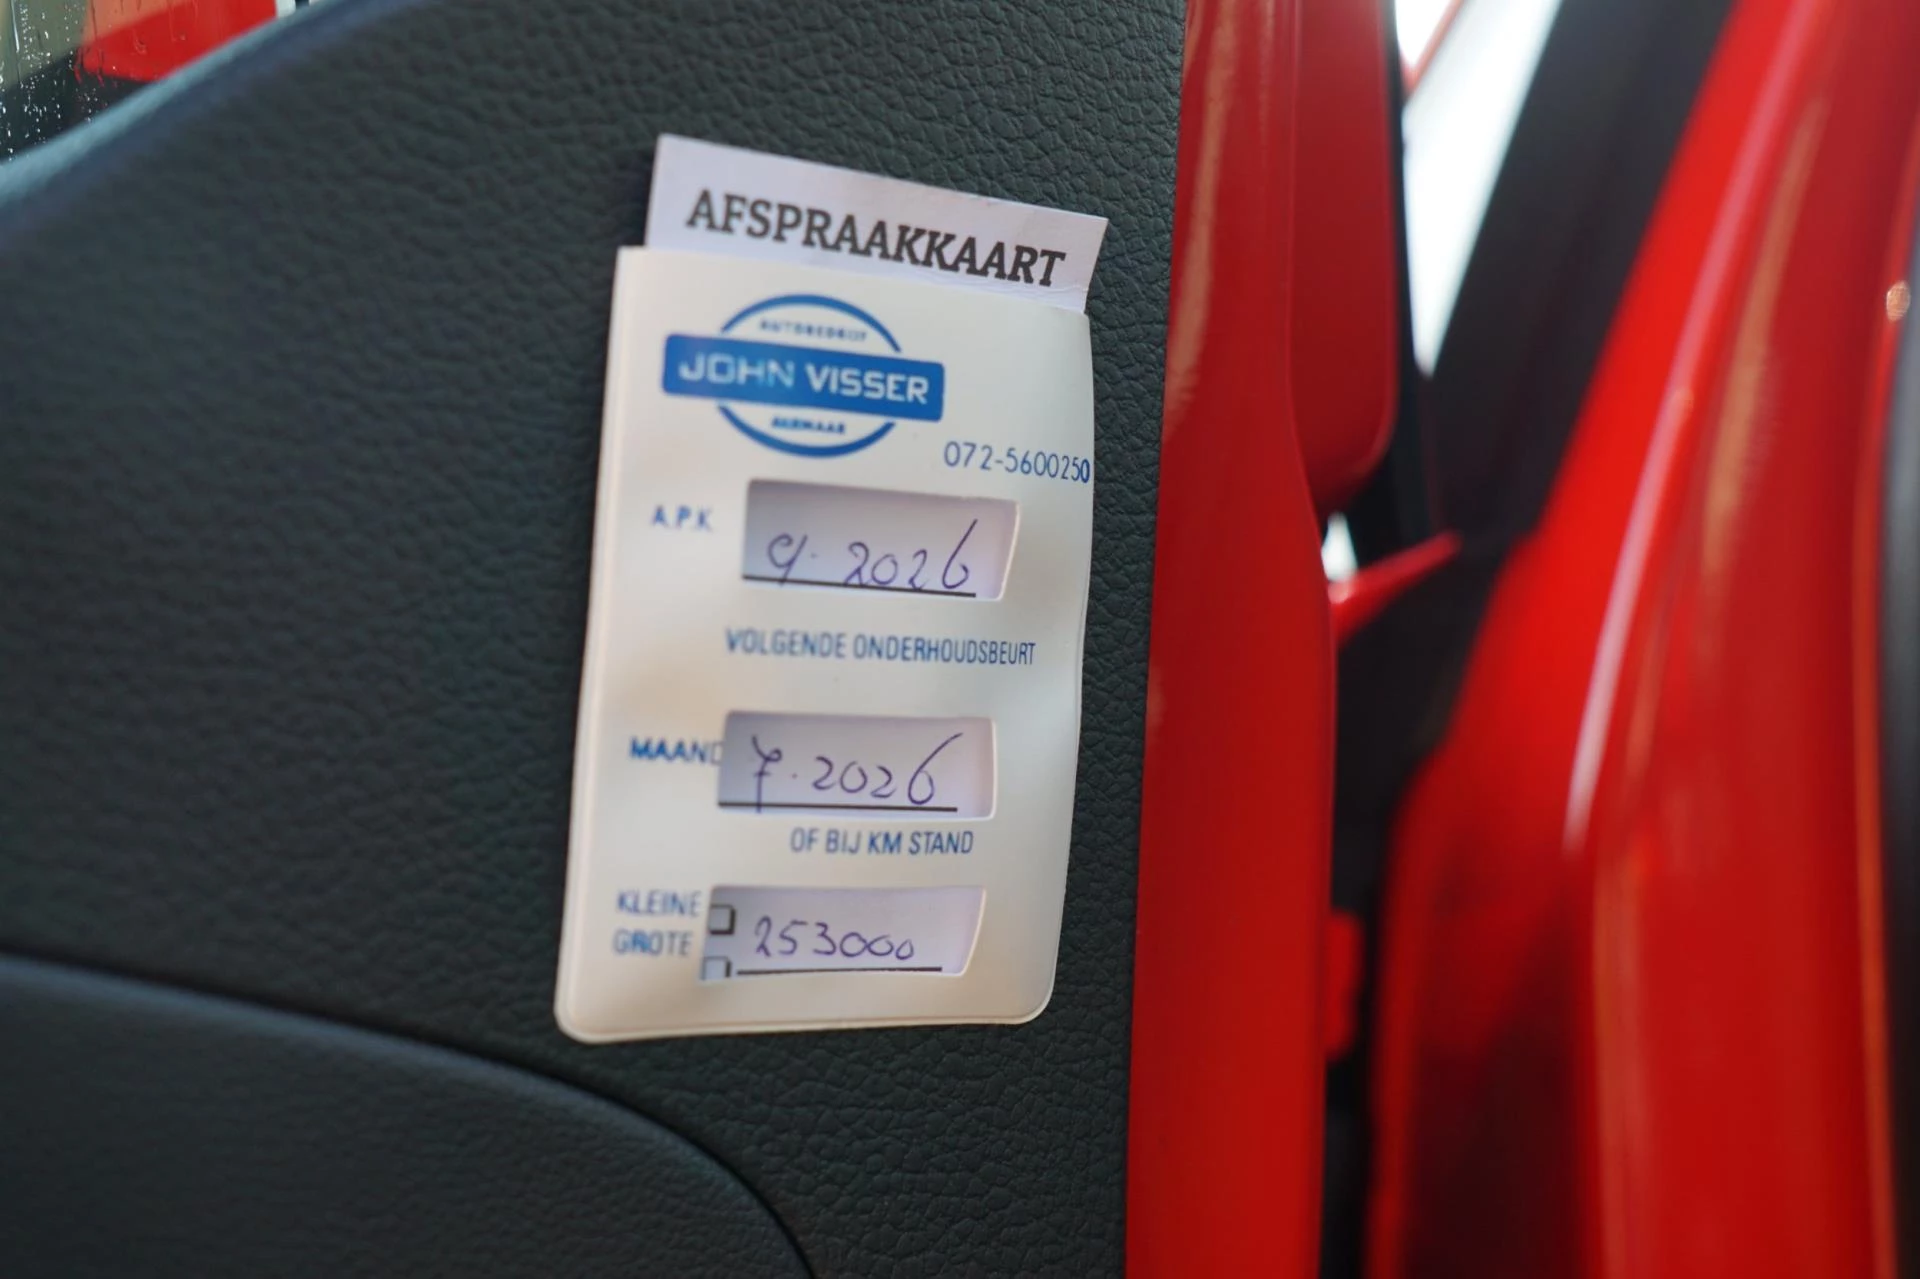 AFSPRAAKKAART
AUTOBEDRIJF
JOHN VISSER
072-5600250
A.P.K. 9. 2026
VOLGENDE ONDERHOUDSBEURT
MAAND 7. 2026
OF BIJ KM STAND
KLEINE
GROTE 253000